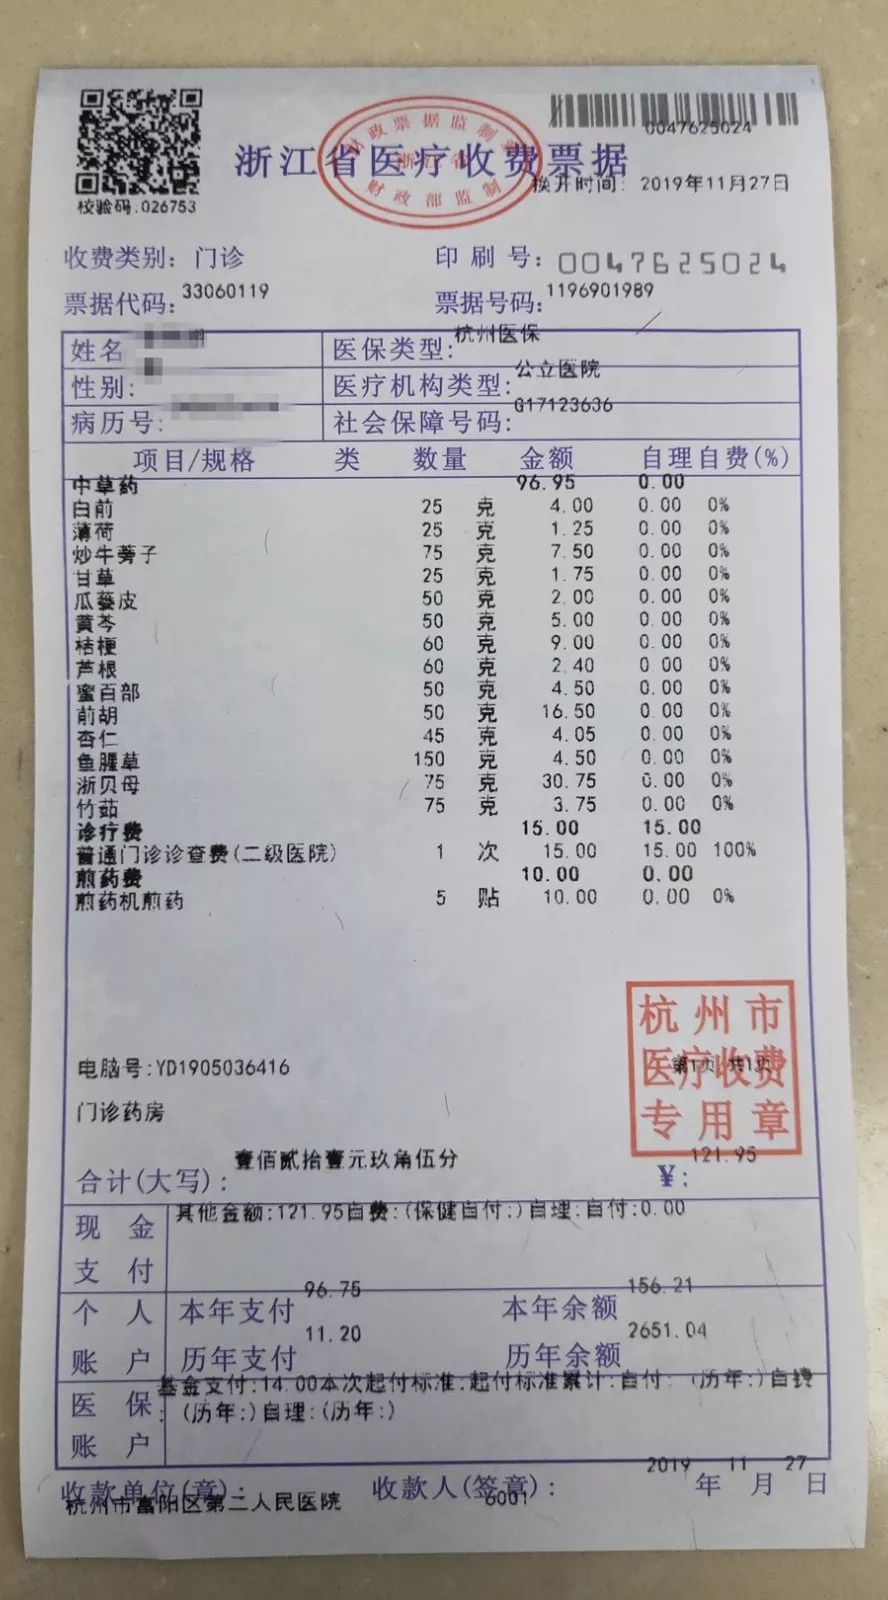 0047625024
浙江省医疗收费票据
校验码.026753
换开时间: 2019年11月27日
收费类别: 门诊
印刷号: 0047625024
票据代码: 33060119
票据号码: 1196901989
姓名
医保类型: 杭州医保
性别:
医疗机构类型: 公立医院
病历号:
社会保障号码: G17123636
项目/规格 类 数量 金额 自理自费(%)
中草药 96.95 0.00
白前 25 克 4.00 0.00 0%
薄荷 25 克 1.25 0.00 0%
炒牛蒡子 75 克 7.50 0.00 0%
甘草 25 克 1.75 0.00 0%
瓜蒌皮 50 克 2.00 0.00 0%
黄芩 50 克 5.00 0.00 0%
桔梗 60 克 9.00 0.00 0%
芦根 60 克 2.40 0.00 0%
蜜百部 50 克 4.50 0.00 0%
前胡 50 克 16.50 0.00 0%
杏仁 45 克 4.05 0.00 0%
鱼腥草 150 克 4.50 0.00 0%
浙贝母 75 克 30.75 0.00 0%
竹茹 75 克 3.75 0.00 0%
诊疗费 15.00 15.00
普通门诊诊查费(二级医院) 1 次 15.00 15.00 100%
煎药费 10.00 0.00
煎药机煎药 5 贴 10.00 0.00 0%
杭州市
医疗收费
专用章
电脑号:YD1905036416
第1页 共1页
门诊药房
合计(大写): 壹佰贰拾壹元玖角伍分
¥: 121.95
现金支付
其他金额:121.95自费:(保健自付:)自理:自付:0.00
个人账户
本年支付 96.75
本年余额 156.21
历年支付 11.20
历年余额 2651.04
医保账户
基金支付:14.00本次起付标准:起付标准累计:自付: (历年:)自费
: (历年:)自理:(历年:)
收款单位(章): 杭州市富阳区第二人民医院
收款人(签章): 6001
2019年11月27日